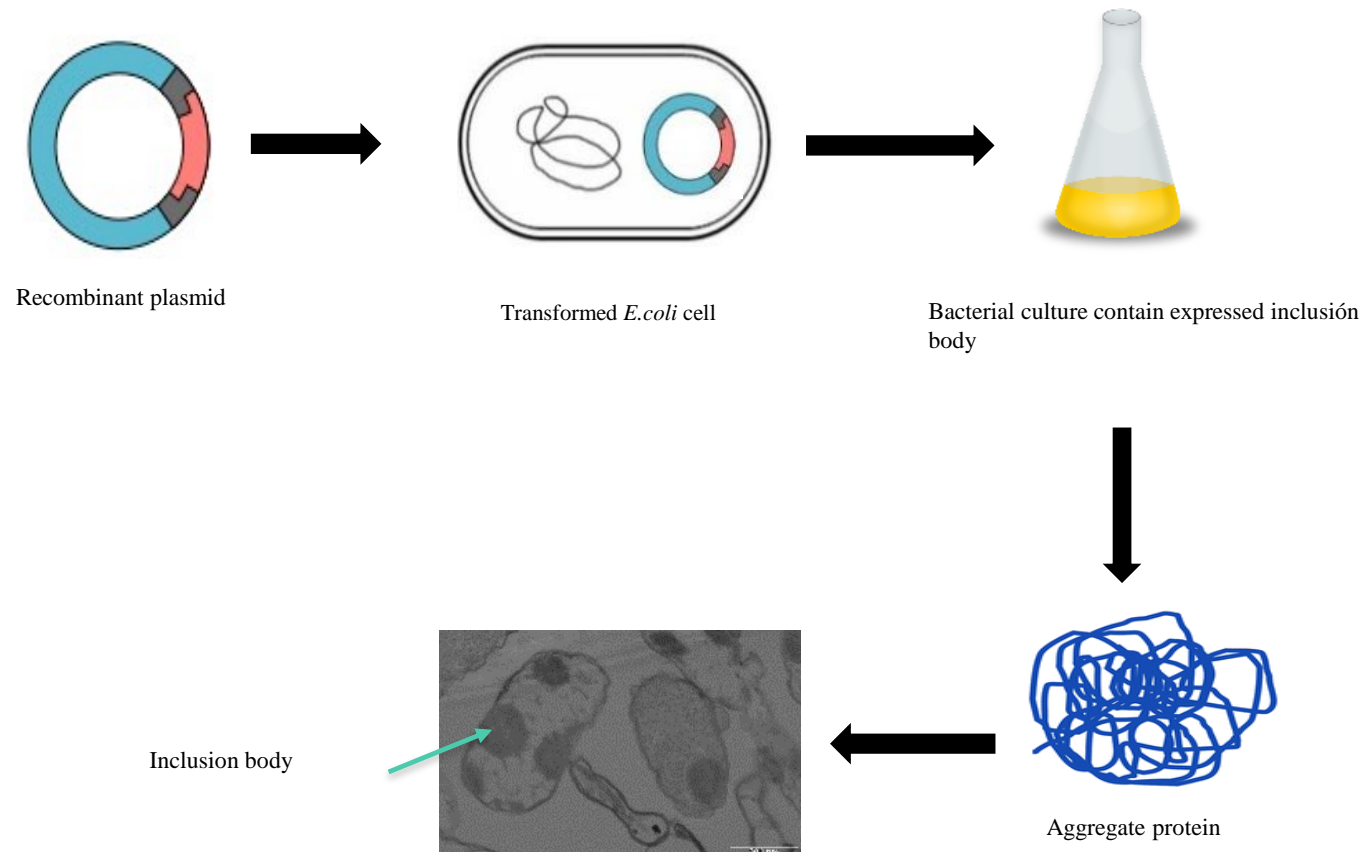 Recombinant plasmid
Transformed E.coli cell
Bacterial culture contain expressed inclusión
body
Inclusion body
Aggregate protein